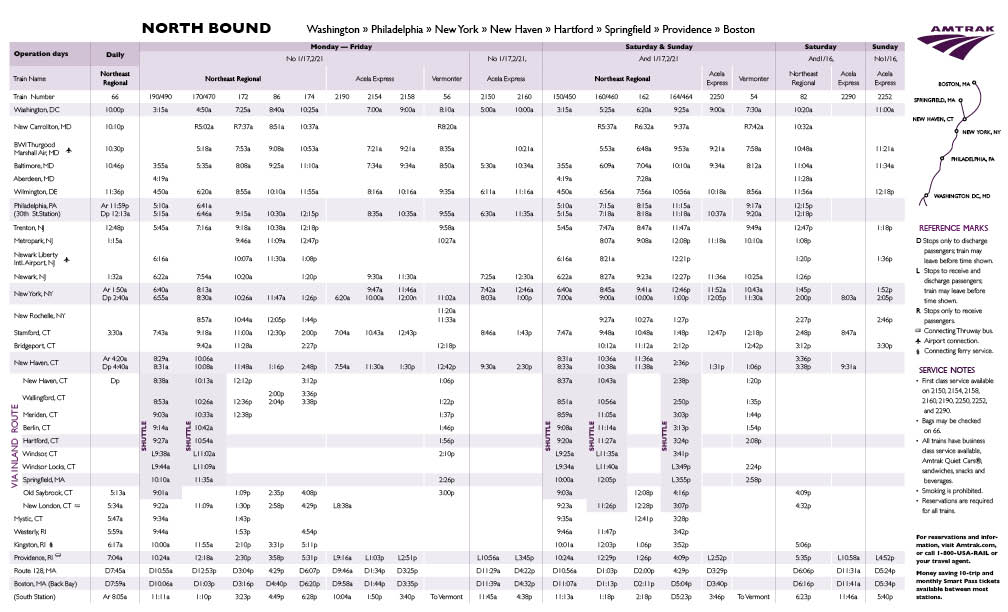 NORTH BOUND Washington » Philadelphia » New York » New Haven » Hartford » Springfield » Providence » Boston
Operation days Daily Monday — Friday Saturday & Sunday Saturday Sunday
No 1/17,2/21 No 1/17,2/21, And 1/17,2/21 And1/16, No1/16,
Train Name Northeast Regional Northeast Regional Acela Express Vermonter Acela Express Northeast Regional Acela Express Vermonter Northeast Regional Acela Express Acela Express
Train Number 66 190/490 170/470 172 86 174 2190 2154 2158 56 2150 2160 150/450 160/460 162 164/464 2250 54 82 2290 2252
Washington, DC 10:00p 3:15a 4:50a 7:25a 8:40a 10:25a 7:00a 9:00a 8:10a 5:00a 7:00a 3:15a 5:25a 6:20a 9:25a 9:00a 7:30a 10:20a 11:00a
New Carrollton, MD 10:10p R5:02a R7:37a 8:51a 10:37a R8:20a R5:37a R6:32a 9:37a R7:42a 10:32a
BWI Thurgood
Marshall Air, MD 10:30p 5:18a 7:53a 9:08a 10:53a 7:21a 9:21a 8:35a 10:21a 5:53a 6:48a 9:53a 9:21a 7:58a 10:48a 11:21a
Baltimore, MD 10:46p 3:55a 5:35a 8:08a 9:25a 11:10a 7:34a 9:34a 8:50a 5:30a 10:34a 3:55a 6:09a 7:04a 10:10a 9:34a 8:12a 11:04a 11:34a
Aberdeen, MD 4:19a 4:19a 7:28a 11:28a
Wilmington, DE 11:36p 4:50a 6:20a 8:55a 10:10a 11:55a 8:16a 10:16a 9:35a 6:11a 11:16a 4:50a 6:56a 7:56a 10:56a 10:18a 8:56a 11:56a 12:18p
Philadelphia, PA Ar 11:59p 5:10a 6:41a 5:10a 7:15a 8:15a 11:15a 9:17a 12:15p
(30th St.Station) Dp 12:13a 5:15a 6:46a 9:15a 10:30a 12:15p 8:35a 10:35a 9:55a 6:30a 11:35a 5:15a 7:18a 8:18a 11:18a 10:37a 9:20a 12:18p
Trenton, NJ 12:48p 5:45a 7:16a 9:18a 10:38a 12:18p 9:58a 5:45a 7:47a 8:47a 11:47a 9:49a 12:47p 1:18p
Metropark, NJ 1:15a 9:46a 11:09a 12:47p 10:27a 8:07a 9:08a 12:08p 11:18a 10:10a 1:08p
Newark Liberty
Intl. Airport, NJ 6:16a 10:07a 11:30a 1:08p 6:16a 8:21a 12:21p 1:20p 1:36p
Newark, NJ 1:32a 6:22a 7:54a 10:20a 1:20p 9:30a 11:30a 7:25a 12:30a 6:22a 8:27a 9:23a 12:27p 11:36a 10:25a 1:26p
New York, NY Ar 1:50a 6:40a 8:13a 9:47a 11:46a 7:42a 12:46a 6:40a 8:45a 9:41a 12:46p 11:52a 10:43a 1:45p 1:52p
Dp 2:40a 6:55a 8:30a 10:26a 11:47a 1:26p 6:20a 10:00a 12:00n 11:02a 8:03a 1:00p 7:00a 9:00a 10:00a 1:00p 12:05p 11:30a 2:00p 8:03a 2:05p
New Rochelle, NY 8:57a 10:44a 12:05p 1:44p 11:20a 11:33a 9:27a 10:27a 1:27p 2:27p 2:46p
Stamford, CT 3:30a 7:43a 9:18a 11:00a 12:30p 2:00p 7:04a 10:43a 12:43p 8:46a 1:43p 7:47a 9:48a 10:48a 1:48p 12:47p 12:18p 2:48p 8:47a
Bridgeport, CT 9:42a 11:28a 2:27p 12:18p 10:12a 11:12a 2:12p 12:42p 3:12p 3:30p
New Haven, CT Ar 4:20a 8:29a 10:06a 8:31a 10:36a 11:36a 2:36p 3:36p
Dp 4:40a 8:31a 10:08a 11:48a 1:16p 2:48p 7:54a 11:30a 1:30p 12:42p 9:30a 2:30p 8:33a 10:38a 11:38a 1:31p 1:06p 3:38p 9:31a
VIA INLAND ROUTE
New Haven, CT Dp 8:38a 10:13a 12:12p 3:12p 1:06p 8:37a 10:43a 2:38p 1:20p
Wallingford, CT 8:53a 10:26a 12:36p 2:00p 2:04p 3:36p 3:38p 1:22p 8:51a 10:56a 2:50p 1:35p
Meriden, CT 9:03a 10:33a 12:38p 1:37p 8:59a 11:05a 3:03p 1:44p
Berlin, CT 9:14a 10:42a 1:46p 9:08a 11:14a 3:13p 1:54p
SHUTTLE SHUTTLE SHUTTLE SHUTTLE SHUTTLE
Hartford, CT 9:27a 10:54a 1:56p 9:20a 11:27a 3:24p 2:08p
Windsor, CT L9:38a L11:02a 2:10p L9:25a L11:35a 3:41p
Windsor Locks, CT L9:44a L11:09a L9:34a L11:40a L3:49p 2:24p
Springfield, MA 10:10a 11:35a 2:26p 10:00a 12:05p L3:55p 2:58p
Old Saybrook, CT 5:13a 9:01a 1:09p 2:35p 4:08p 3:00p 9:03a 12:08p 4:16p 4:09p
New London, CT 5:34a 9:22a 11:09a 1:30p 2:58p 4:29p L8:38a 9:23a 11:26p 12:28p 3:07p 4:32p
Mystic, CT 5:47a 9:34a 1:43p 9:35a 12:41p 3:28p
Westerly, RI 5:59a 9:44a 1:53p 4:54p 9:46a 11:47p 3:42p
Kingston, RI 6:17a 10:00a 11:55a 2:10p 3:31p 5:11p 10:01a 12:03p 1:06p 3:52p 5:06p
Providence, RI 7:04a 10:24a 12:18p 2:30p 3:58p 5:31p L9:16a L1:03p L2:51p L10:56a L3:45p 10:24a 12:29p 1:26p 4:09p L2:52p 5:35p L10:58a L4:52p
Route 128, MA D7:45a D10:55a D12:53p D3:04p 4:29p D6:07p D9:46a D1:34p D3:25p D11:29a D4:22p D10:56a D1:03p D2:00p 4:29p D3:29p D6:06p D11:31a D5:24p
Boston, MA (Back Bay) D7:59a D10:06a D1:03p D3:16p D4:40p D6:20p D9:58a D1:44p D3:35p D11:39a D4:32p D11:07a D1:13p D2:11p D5:04p D3:40p D6:16p D11:41a D5:34p
(South Station) Ar 8:05a 11:11a 1:10p 3:23p 4:49p 6:28p 10:04a 1:50p 3:40p To Vermont 11:45a 4:38p 11:13a 1:18p 2:18p D5:23p 3:46p To Vermont 6:23p 11:46a 5:40p
AMTRAK
BOSTON, MA
SPRINGFIELD, MA
NEW HAVEN, CT
NEW YORK, NY
PHILADELPHIA, PA
WASHINGTON DC, MD
REFERENCE MARKS
D Stops only to discharge
passengers; train may
leave before time shown.
L Stops to receive and
discharge passengers;
train may leave before
time shown.
R Stops only to receive
passengers.
Connecting Thruway bus.
Airport connection.
Connecting ferry service.
SERVICE NOTES
• First class service available
on 2150, 2154, 2158,
2160, 2190, 2250, 2252,
and 2290.
• Bags may be checked
on 66.
• All trains have business
class service available,
Amtrak Quiet Cars®,
sandwiches, snacks and
beverages.
• Smoking is prohibited.
• Reservations are required
for all trains.
For reservations and infor-
mation, visit Amtrak.com,
or call 1-800-USA-RAIL or
your travel agent.
Money saving 10-trip and
monthly Smart Pass tickets
available between most
stations.